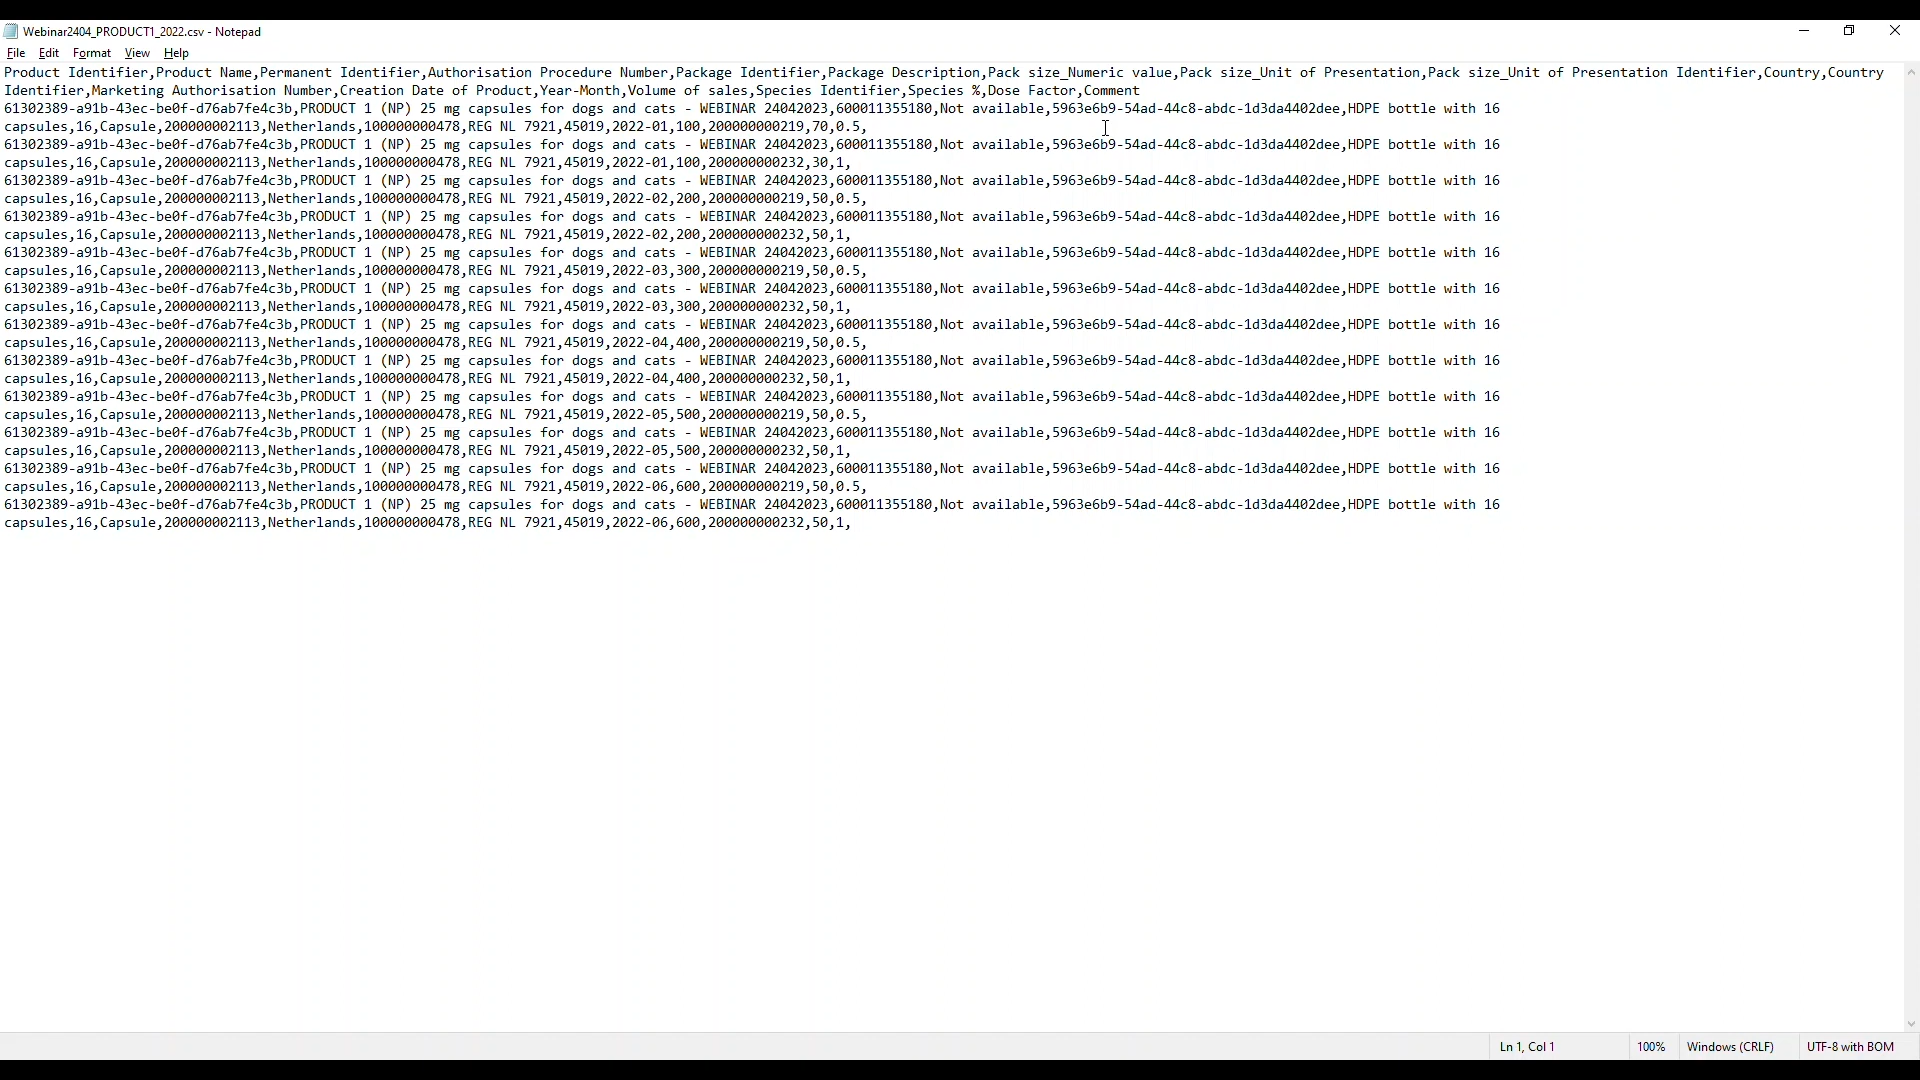 Webinar2404_PRODUCT1_2022.csv - Notepad
File Edit Format View Help
Product Identifier,Product Name,Permanent Identifier,Authorisation Procedure Number,Package Identifier,Package Description,Pack size_Numeric value,Pack size_Unit of Presentation,Pack size_Unit of Presentation Identifier,Country,Country
Identifier,Marketing Authorisation Number,Creation Date of Product,Year-Month,Volume of sales,Species Identifier,Species %,Dose Factor,Comment
61302389-a91b-43ec-be0f-d76ab7fe4c3b,PRODUCT 1 (NP) 25 mg capsules for dogs and cats - WEBINAR 24042023,600011355180,Not available,5963e6b9-54ad-44c8-abdc-1d3da4402dee,HDPE bottle with 16
capsules,16,Capsule,200000002113,Netherlands,100000000478,REG NL 7921,45019,2022-01,100,200000000219,70,0.5,
61302389-a91b-43ec-be0f-d76ab7fe4c3b,PRODUCT 1 (NP) 25 mg capsules for dogs and cats - WEBINAR 24042023,600011355180,Not available,5963e6b9-54ad-44c8-abdc-1d3da4402dee,HDPE bottle with 16
capsules,16,Capsule,200000002113,Netherlands,100000000478,REG NL 7921,45019,2022-01,100,200000000232,30,1,
61302389-a91b-43ec-be0f-d76ab7fe4c3b,PRODUCT 1 (NP) 25 mg capsules for dogs and cats - WEBINAR 24042023,600011355180,Not available,5963e6b9-54ad-44c8-abdc-1d3da4402dee,HDPE bottle with 16
capsules,16,Capsule,200000002113,Netherlands,100000000478,REG NL 7921,45019,2022-02,200,200000000219,50,0.5,
61302389-a91b-43ec-be0f-d76ab7fe4c3b,PRODUCT 1 (NP) 25 mg capsules for dogs and cats - WEBINAR 24042023,600011355180,Not available,5963e6b9-54ad-44c8-abdc-1d3da4402dee,HDPE bottle with 16
capsules,16,Capsule,200000002113,Netherlands,100000000478,REG NL 7921,45019,2022-02,200,200000000232,50,1,
61302389-a91b-43ec-be0f-d76ab7fe4c3b,PRODUCT 1 (NP) 25 mg capsules for dogs and cats - WEBINAR 24042023,600011355180,Not available,5963e6b9-54ad-44c8-abdc-1d3da4402dee,HDPE bottle with 16
capsules,16,Capsule,200000002113,Netherlands,100000000478,REG NL 7921,45019,2022-03,300,200000000219,50,0.5,
61302389-a91b-43ec-be0f-d76ab7fe4c3b,PRODUCT 1 (NP) 25 mg capsules for dogs and cats - WEBINAR 24042023,600011355180,Not available,5963e6b9-54ad-44c8-abdc-1d3da4402dee,HDPE bottle with 16
capsules,16,Capsule,200000002113,Netherlands,100000000478,REG NL 7921,45019,2022-03,300,200000000232,50,1,
61302389-a91b-43ec-be0f-d76ab7fe4c3b,PRODUCT 1 (NP) 25 mg capsules for dogs and cats - WEBINAR 24042023,600011355180,Not available,5963e6b9-54ad-44c8-abdc-1d3da4402dee,HDPE bottle with 16
capsules,16,Capsule,200000002113,Netherlands,100000000478,REG NL 7921,45019,2022-04,400,200000000219,50,0.5,
61302389-a91b-43ec-be0f-d76ab7fe4c3b,PRODUCT 1 (NP) 25 mg capsules for dogs and cats - WEBINAR 24042023,600011355180,Not available,5963e6b9-54ad-44c8-abdc-1d3da4402dee,HDPE bottle with 16
capsules,16,Capsule,200000002113,Netherlands,100000000478,REG NL 7921,45019,2022-04,400,200000000232,50,1,
61302389-a91b-43ec-be0f-d76ab7fe4c3b,PRODUCT 1 (NP) 25 mg capsules for dogs and cats - WEBINAR 24042023,600011355180,Not available,5963e6b9-54ad-44c8-abdc-1d3da4402dee,HDPE bottle with 16
capsules,16,Capsule,200000002113,Netherlands,100000000478,REG NL 7921,45019,2022-05,500,200000000219,50,0.5,
61302389-a91b-43ec-be0f-d76ab7fe4c3b,PRODUCT 1 (NP) 25 mg capsules for dogs and cats - WEBINAR 24042023,600011355180,Not available,5963e6b9-54ad-44c8-abdc-1d3da4402dee,HDPE bottle with 16
capsules,16,Capsule,200000002113,Netherlands,100000000478,REG NL 7921,45019,2022-05,500,200000000232,50,1,
61302389-a91b-43ec-be0f-d76ab7fe4c3b,PRODUCT 1 (NP) 25 mg capsules for dogs and cats - WEBINAR 24042023,600011355180,Not available,5963e6b9-54ad-44c8-abdc-1d3da4402dee,HDPE bottle with 16
capsules,16,Capsule,200000002113,Netherlands,100000000478,REG NL 7921,45019,2022-06,600,200000000219,50,0.5,
61302389-a91b-43ec-be0f-d76ab7fe4c3b,PRODUCT 1 (NP) 25 mg capsules for dogs and cats - WEBINAR 24042023,600011355180,Not available,5963e6b9-54ad-44c8-abdc-1d3da4402dee,HDPE bottle with 16
capsules,16,Capsule,200000002113,Netherlands,100000000478,REG NL 7921,45019,2022-06,600,200000000232,50,1,
Ln 1, Col 1 100% Windows (CRLF) UTF-8 with BOM